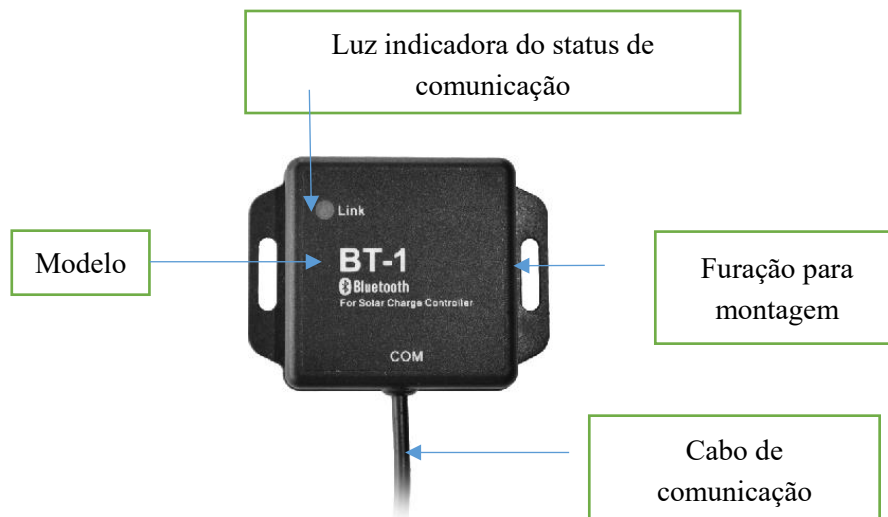 Luz indicadora do status de
comunicação
Link
Modelo
BT-1
Bluetooth
For Solar Charge Controller
Furação para
montagem
COM
Cabo de
comunicação